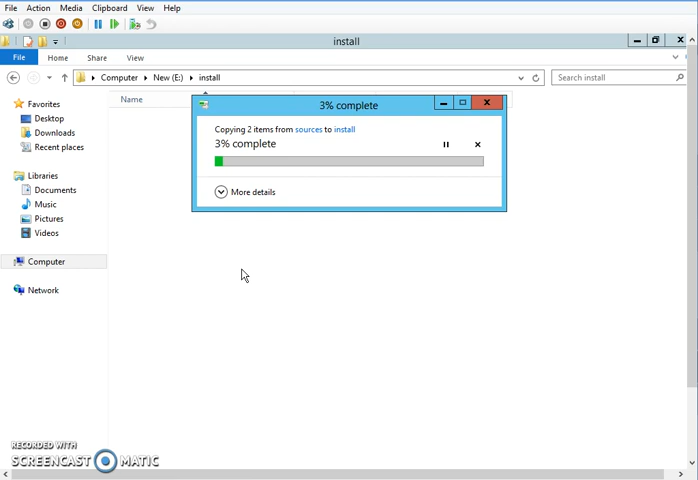 File Action Media Clipboard View Help
install
File Home Share View
Computer New (E:) install Search install
Name
3% complete
Copying 2 items from sources to install
3% complete
More details
Favorites
Desktop
Downloads
Recent places
Libraries
Documents
Music
Pictures
Videos
Computer
Network
RECORDED WITH
SCREENCAST MATIC